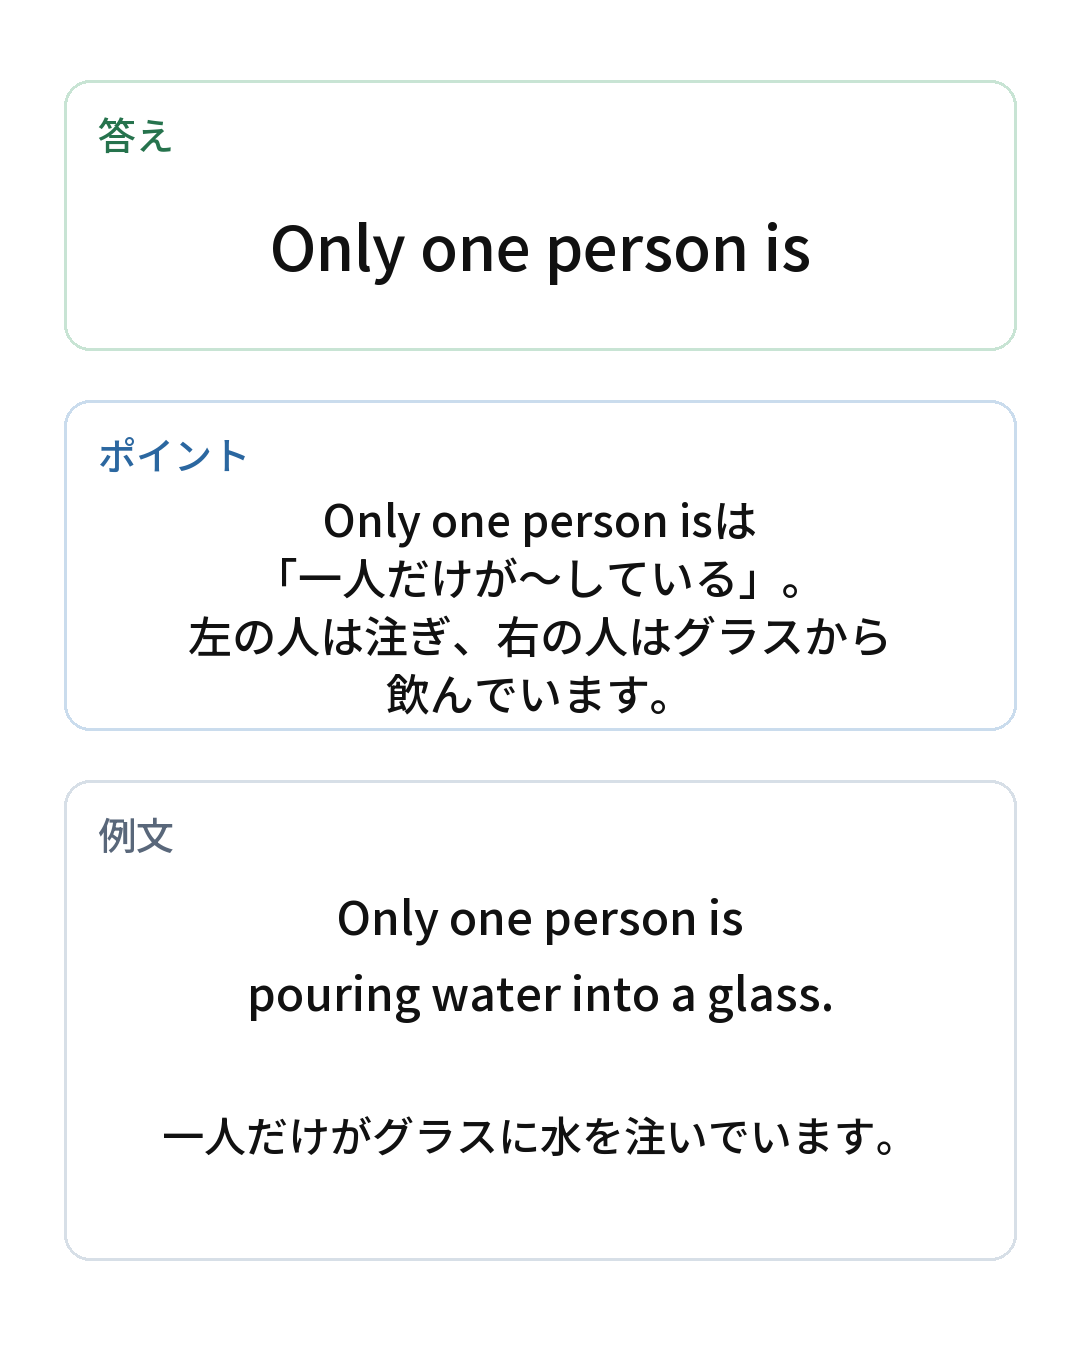 答え
Only one person is
ポイント
Only one person isは
「一人だけが～している」。
左の人は注ぎ、右の人はグラスから
飲んでいます。
例文
Only one person is
pouring water into a glass.
一人だけがグラスに水を注いでいます。